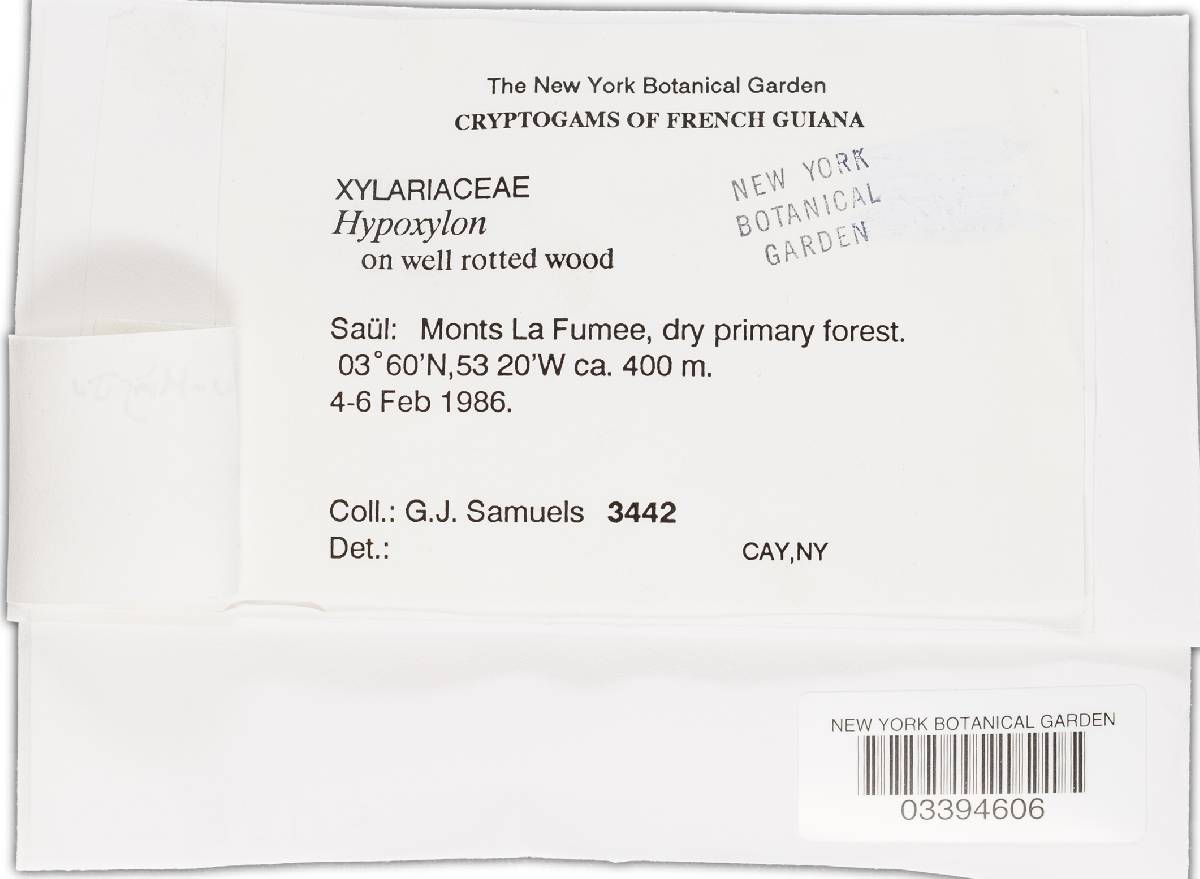 The New York Botanical Garden
CRYPTOGAMS OF FRENCH GUIANA
XYLARIACEAE
Hypoxylon
on well rotted wood
NEW YORK
BOTANICAL
GARDEN
Saül: Monts La Fumee, dry primary forest.
03°60'N,53 20'W ca. 400 m.
4-6 Feb 1986.
Coll.: G.J. Samuels 3442
Det.:
CAY,NY
NEW YORK BOTANICAL GARDEN
03394606